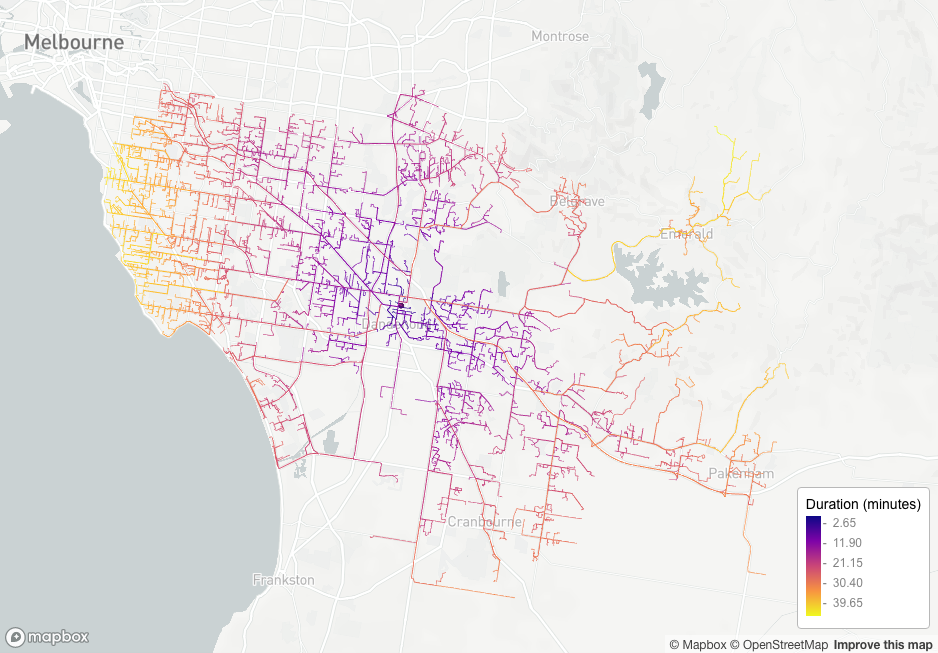 Melbourne
Montrose
Belgrave
Emerald
Dandenong
Pakenham
Cranbourne
Frankston
Duration (minutes)
2.65
11.90
21.15
30.40
39.65
mapbox
© Mapbox © OpenStreetMap Improve this map